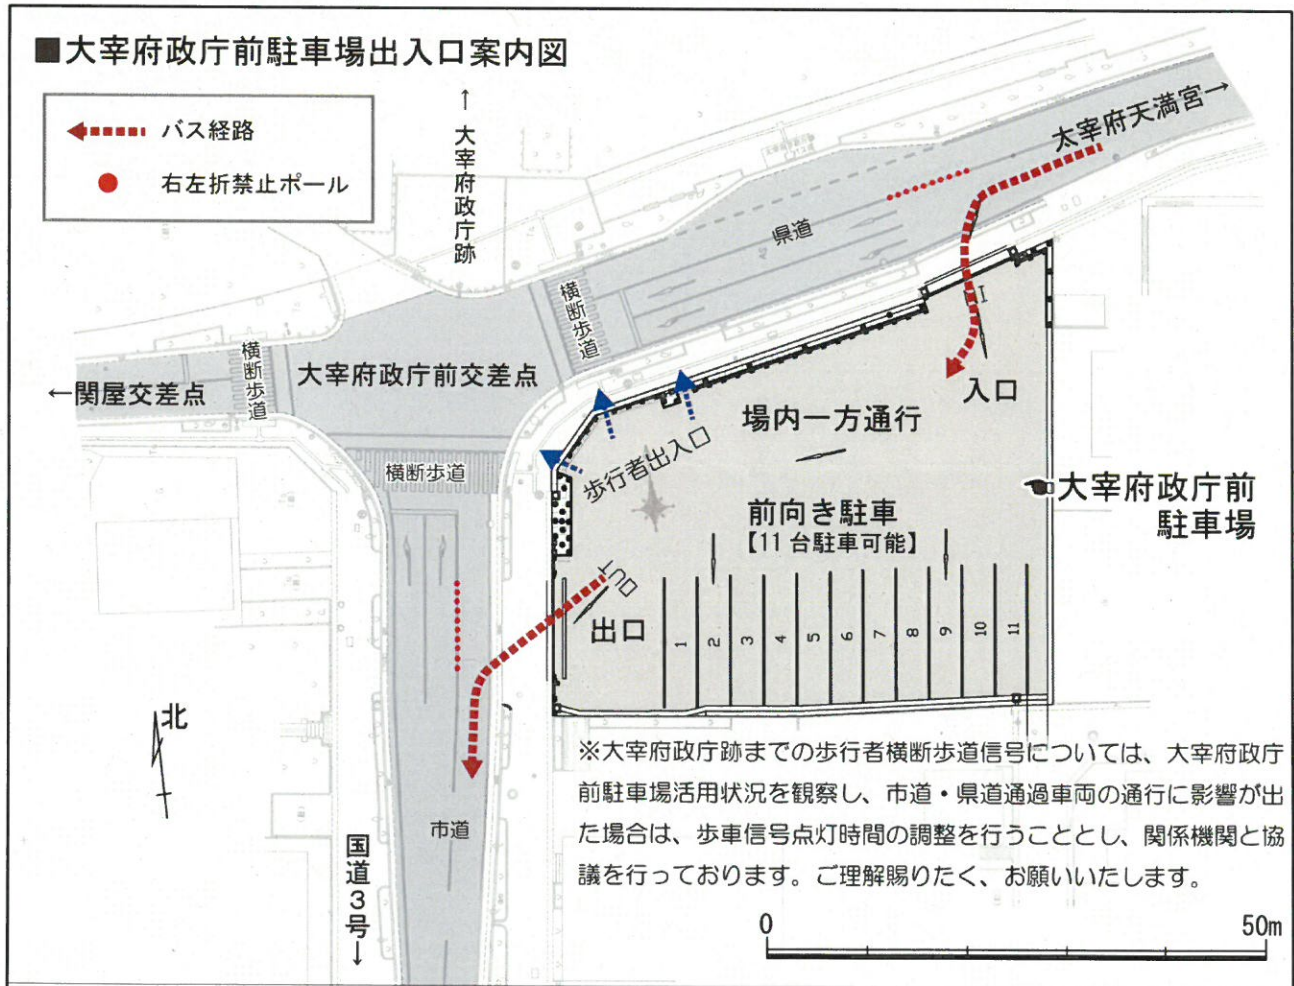 ■大宰府政庁前駐車場出入口案内図
バス経路
右左折禁止ポール
↑
大宰府政庁跡
太宰府天満宮→
県道
横断歩道
横断歩道
大宰府政庁前交差点
←関屋交差点
横断歩道
入口
入口
場内一方通行
歩行者出入口
大宰府政庁前
駐車場
前向き駐車
【11台駐車可能】
出口
出口
1 2 3 4 5 6 7 8 9 10 11
北
市道
国道3号
↓
※大宰府政庁跡までの歩行者横断歩道信号については、大宰府政庁
前駐車場活用状況を観察し、市道・県道通過車両の通行に影響が出
た場合は、歩車信号点灯時間の調整を行うこととし、関係機関と協
議を行っております。ご理解賜りたく、お願いいたします。
0 50m